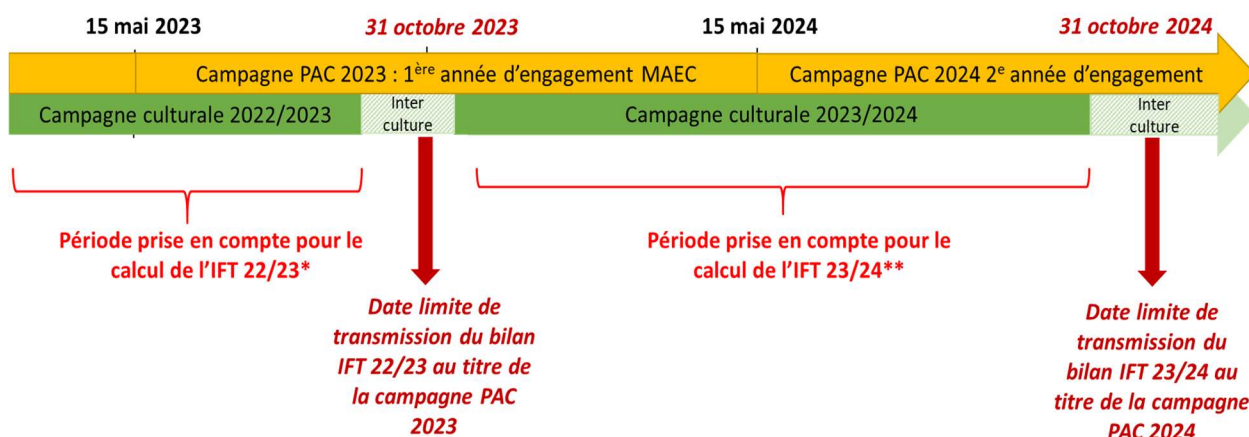 15 mai 2023
31 octobre 2023
15 mai 2024
31 octobre 2024
Campagne PAC 2023 : 1ère année d’engagement MAEC
Campagne PAC 2024 2e année d’engagement
Campagne culturale 2022/2023
Inter
culture
Campagne culturale 2023/2024
Inter
culture
Période prise en compte pour le
calcul de l’IFT 22/23*
Période prise en compte pour le
calcul de l’IFT 23/24**
Date limite de
transmission du bilan
IFT 22/23 au titre de
la campagne PAC
2023
Date limite de
transmission du
bilan IFT 23/24 au
titre de la campagne
PAC 2024